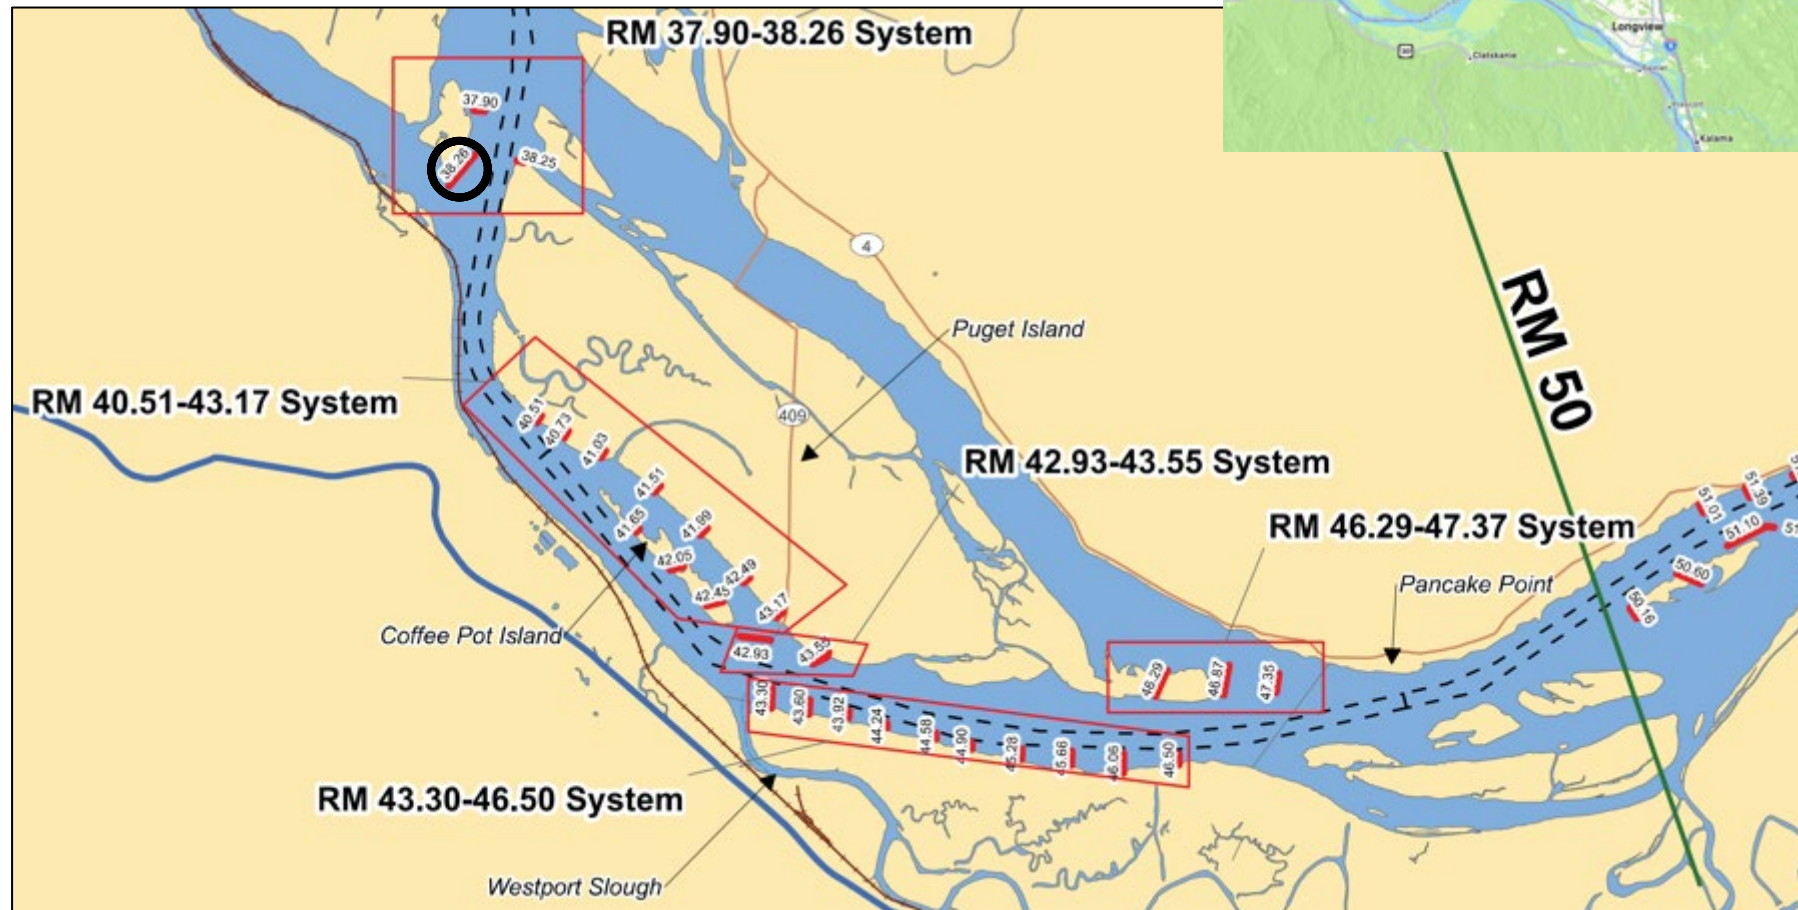 RM 37.90-38.26 System
Longview
30
Clatskanie
5
Kalama
37.90
38.26
38.25
4
Puget Island
RM 50
RM 40.51-43.17 System
409
40.51
40.73
41.03
RM 42.93-43.55 System
41.51
41.65
41.99
RM 46.29-47.37 System
51.01
51.39
51.10
42.05
42.49
42.45
43.17
50.60
50.16
Pancake Point
Coffee Pot Island
42.93
43.55
46.87
47.35
43.30
43.60
43.92
44.24
44.58
44.90
45.28
45.66
46.06
46.50
RM 43.30-46.50 System
Westport Slough